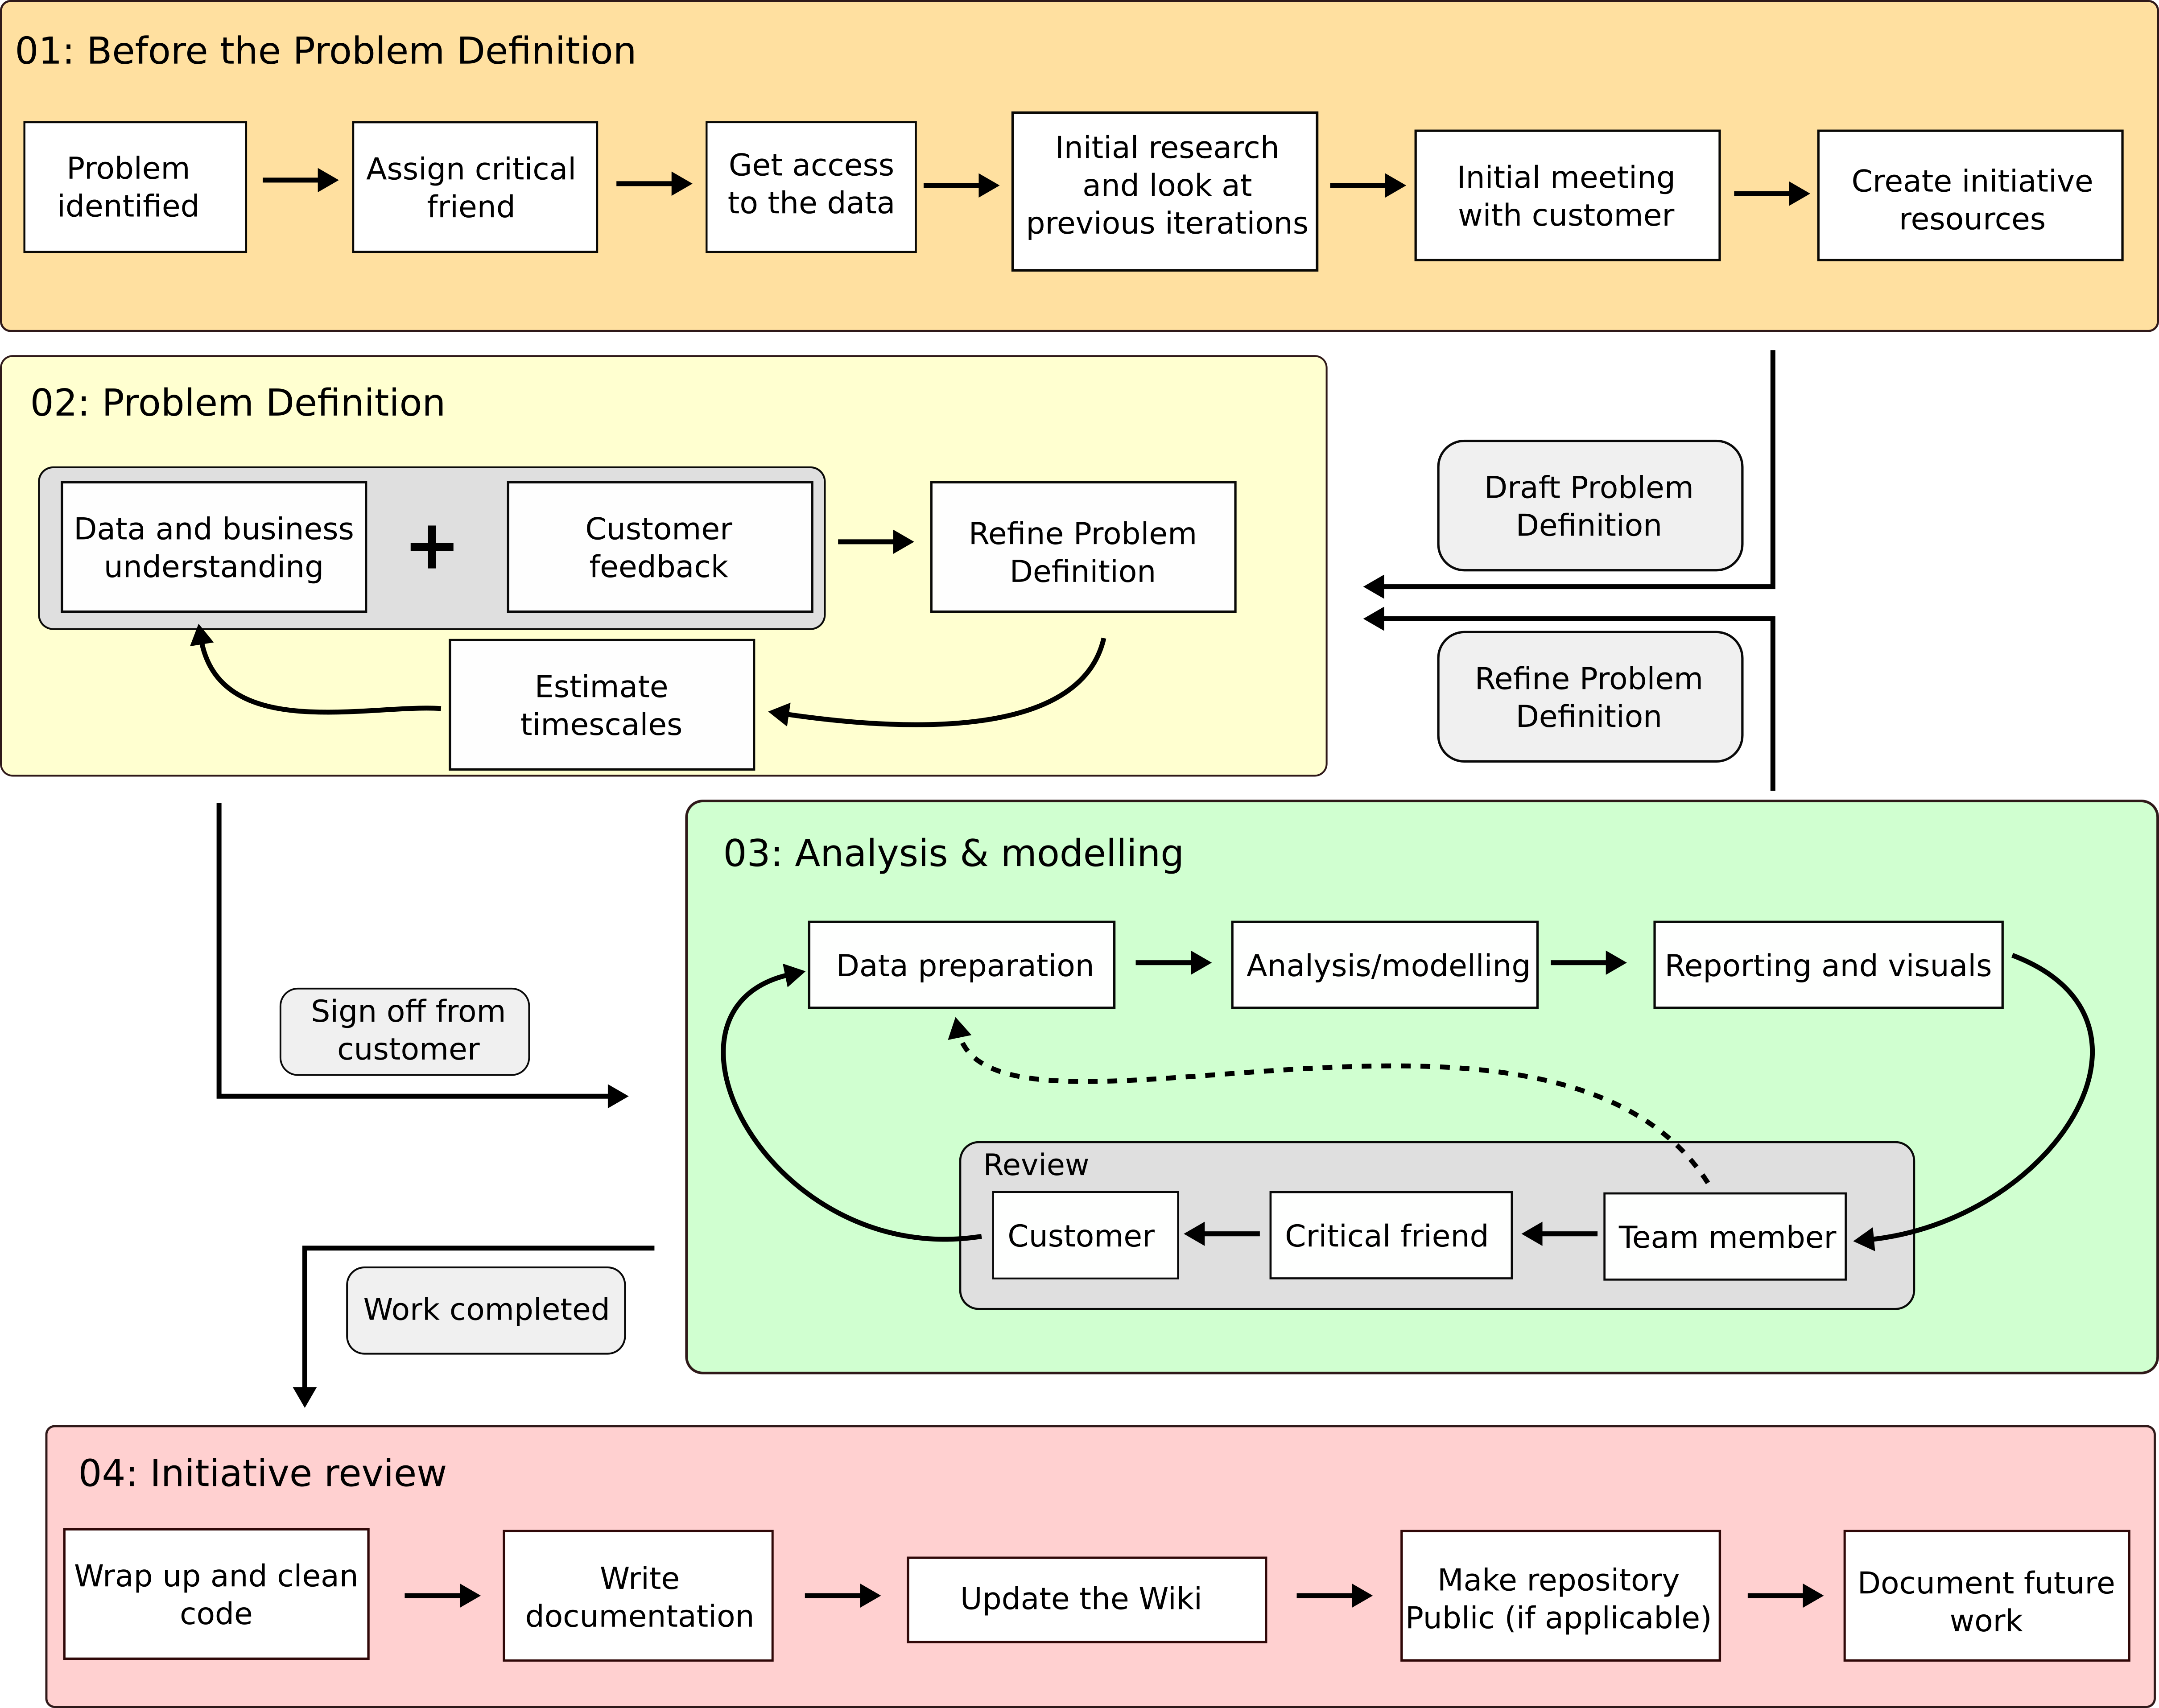 01: Before the Problem Definition
Problem
identified
Assign critical
friend
Get access
to the data
Initial research
and look at
previous iterations
Initial meeting
with customer
Create initiative
resources
02: Problem Definition
Data and business
understanding
+
Customer
feedback
Refine Problem
Definition
Estimate
timescales
Draft Problem
Definition
Refine Problem
Definition
03: Analysis & modelling
Data preparation
Analysis/modelling
Reporting and visuals
Sign off from
customer
Review
Customer
Critical friend
Team member
Work completed
04: Initiative review
Wrap up and clean
code
Write
documentation
Update the Wiki
Make repository
Public (if applicable)
Document future
work